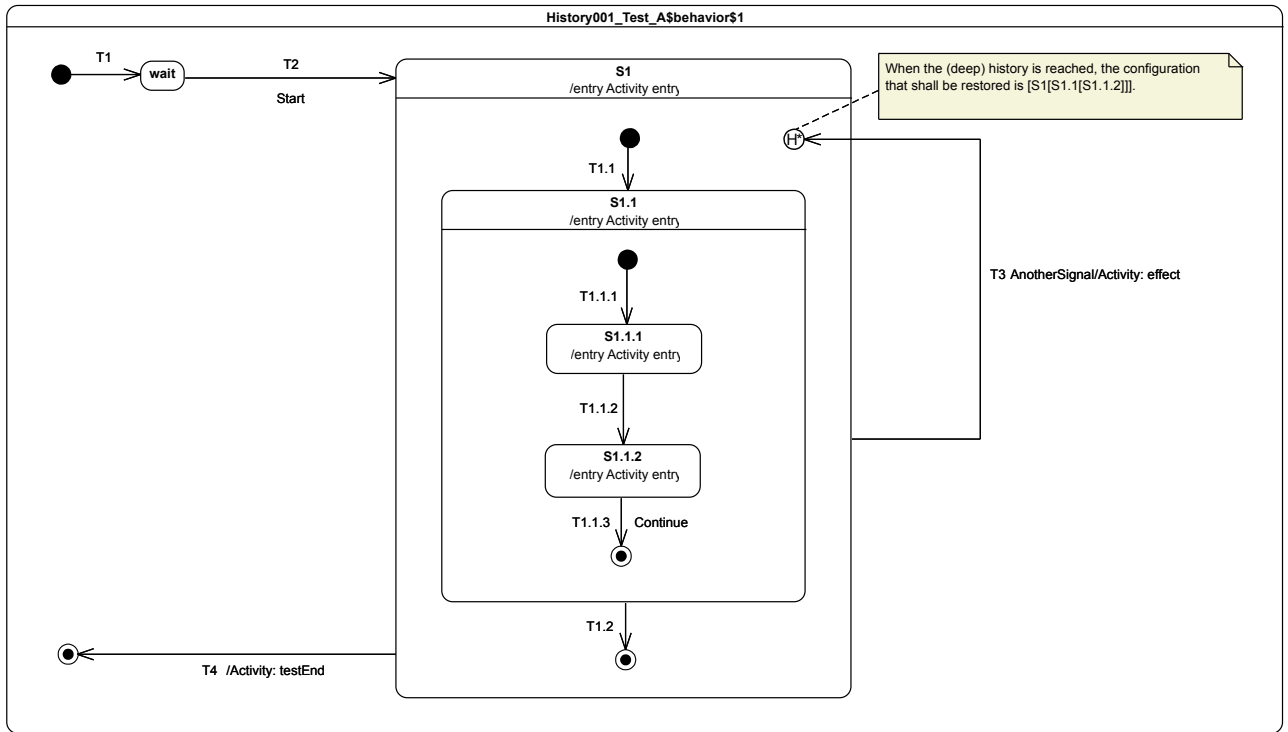 History001_Test_A$behavior$1
T1
wait
T2
Start
S1
/entry Activity entry
When the (deep) history is reached, the configuration
that shall be restored is [S1[S1.1[S1.1.2]]].
H*
T1.1
S1.1
/entry Activity entry
T3 AnotherSignal/Activity: effect
T1.1.1
S1.1.1
/entry Activity entry
T1.1.2
S1.1.2
/entry Activity entry
T1.1.3 Continue
T1.2
T4 /Activity: testEnd